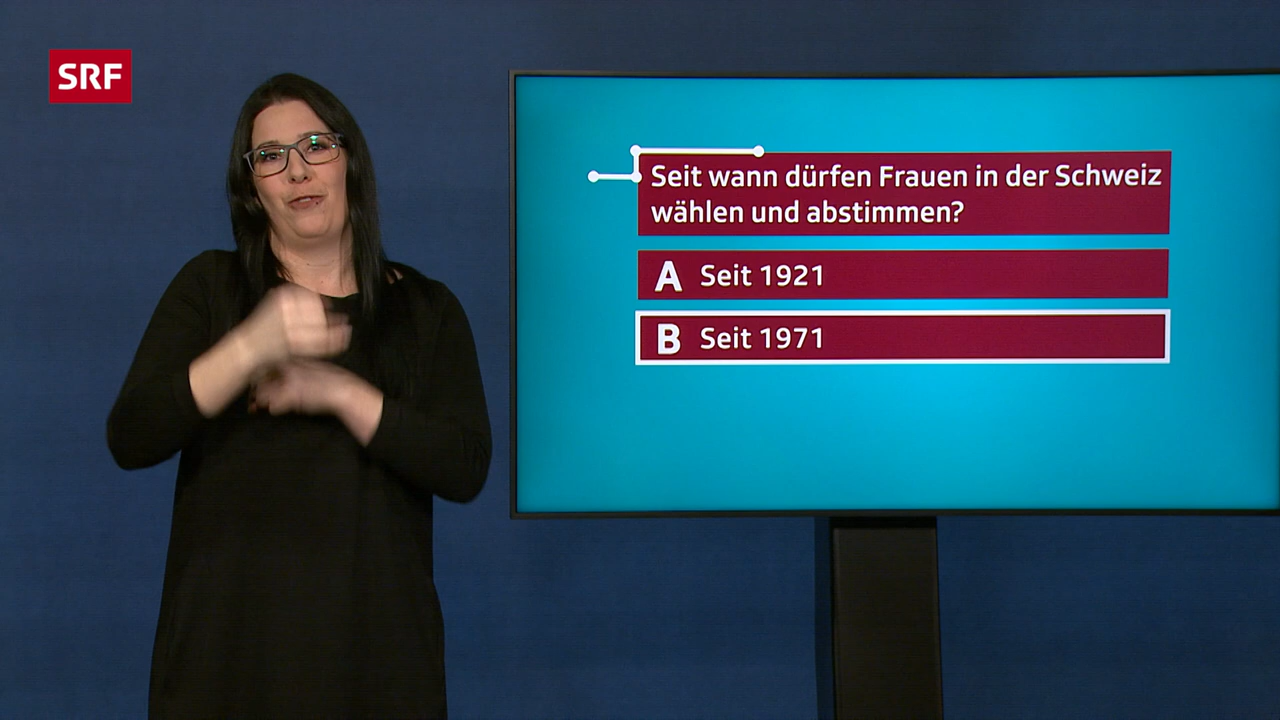 SRF
Seit wann dürfen Frauen in der Schweiz
wählen und abstimmen?
A Seit 1921
B Seit 1971